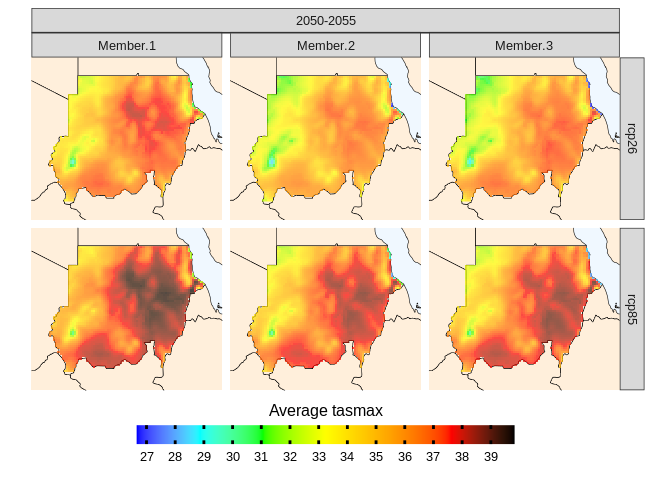 2050-2055
Member.1 Member.2 Member.3
rcp26
rcp85
Average tasmax
27 28 29 30 31 32 33 34 35 36 37 38 39